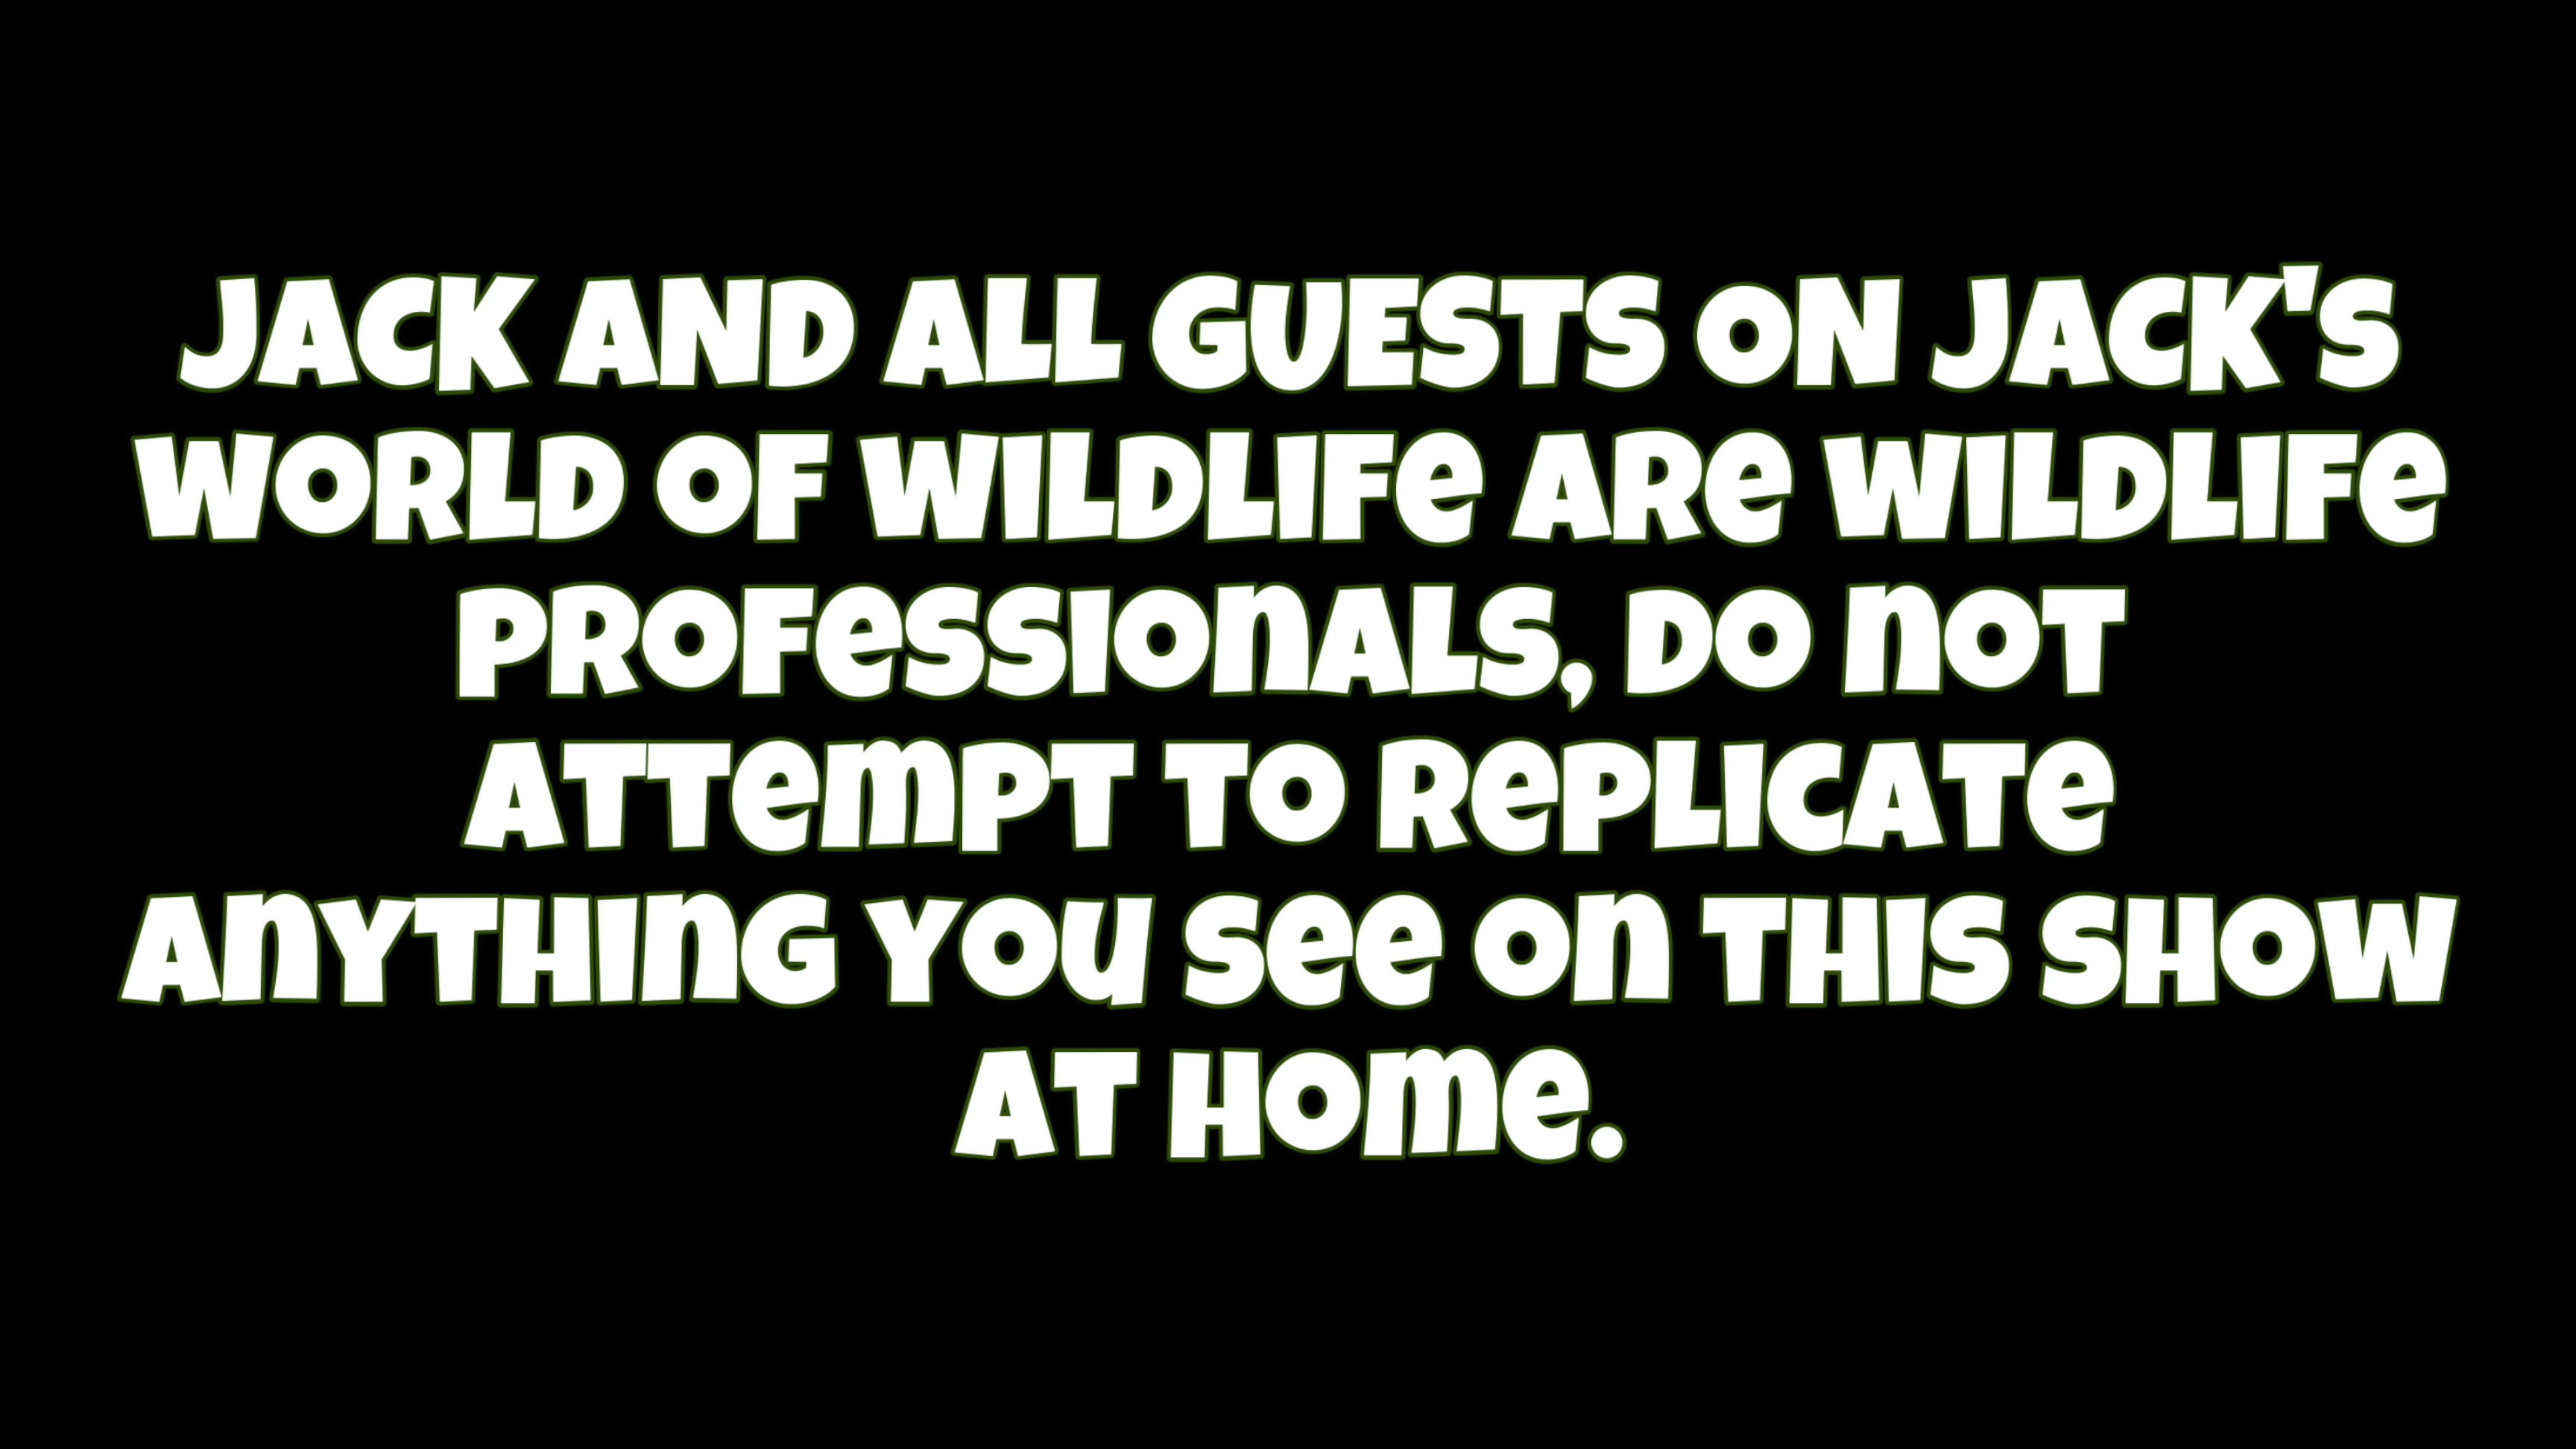 JACK AND ALL GUESTS ON JACK'S
WORLD OF WILDLIFE ARE WILDLIFE
PROFESSIONALS, DO NOT
ATTEMPT TO REPLICATE
ANYTHING YOU SEE ON THIS SHOW
AT HOME.